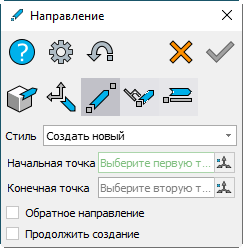 Направление
Стиль Создать новый
Начальная точка Выберите первую т...
Конечная точка Выберите вторую т...
Обратное направление
Продолжить создание